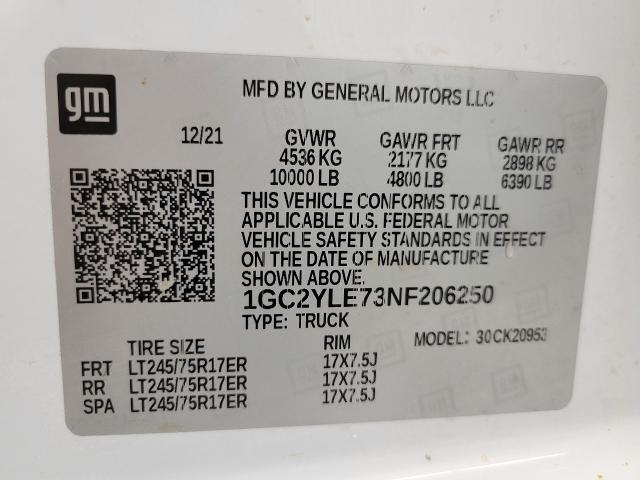 gm
MFD BY GENERAL MOTORS LLC
12/21 GVWR GAWR FRT GAWR RR
4536 KG 2177 KG 2898 KG
10000 LB 4800 LB 6390 LB
THIS VEHICLE CONFORMS TO ALL
APPLICABLE U.S. FEDERAL MOTOR
VEHICLE SAFETY STANDARDS IN EFFECT
ON THE DATE OF MANUFACTURE
SHOWN ABOVE.
1GC2YLE73NF206250
TYPE: TRUCK MODEL: 30CK20953
TIRE SIZE RIM
FRT LT245/75R17ER 17X7.5J
RR LT245/75R17ER 17X7.5J
SPA LT245/75R17ER 17X7.5J